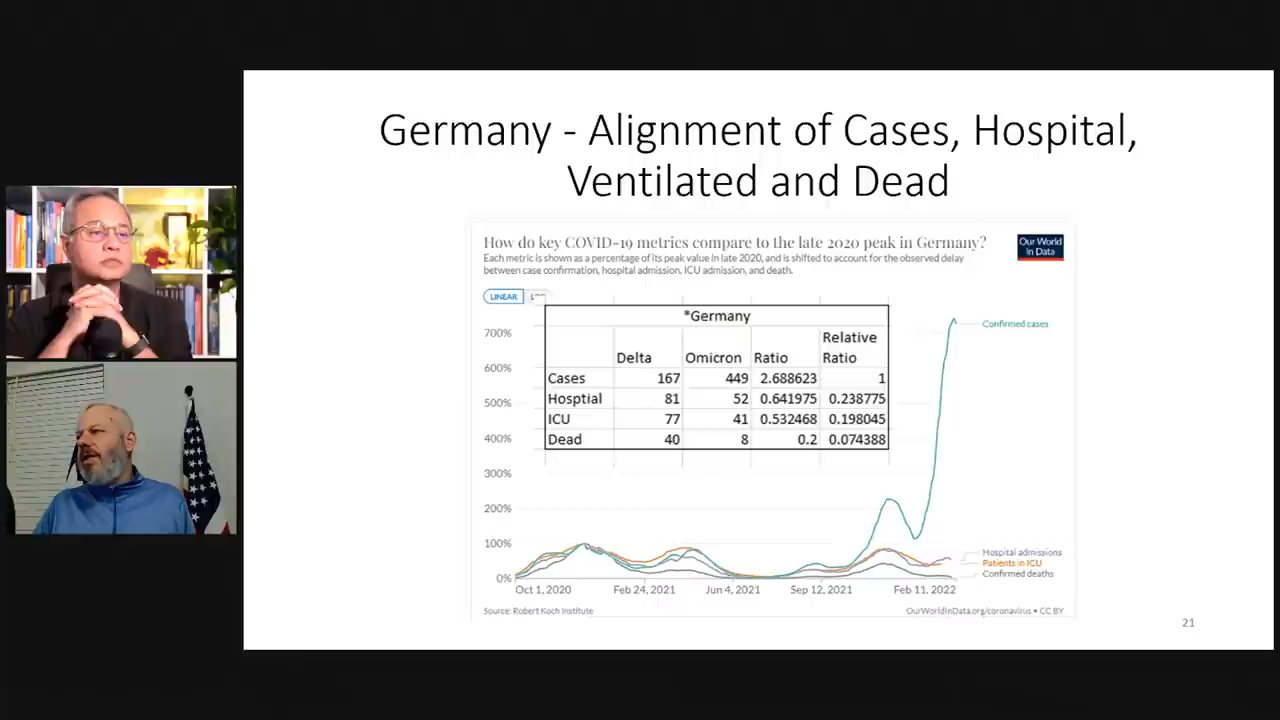 Germany - Alignment of Cases, Hospital,
Ventilated and Dead
How do key COVID-19 metrics compare to the late 2020 peak in Germany?
Our World
in Data
Each metric is shown as a percentage of its peak value in late 2020, and is shifted to account for the observed delay
between case confirmation, hospital admission, ICU admission, and death.
LINEAR
*Germany
Delta Omicron Ratio Relative Ratio
Cases 167 449 2.688623 1
Hosptial 81 52 0.641975 0.238775
ICU 77 41 0.532468 0.198045
Dead 40 8 0.2 0.074388
700%
600%
500%
400%
300%
200%
100%
0%
Confirmed cases
Hospital admissions
Patients in ICU
Confirmed deaths
Oct 1, 2020 Feb 24, 2021 Jun 4, 2021 Sep 12, 2021 Feb 11, 2022
Source: Robert Koch Institute
OurWorldInData.org/coronavirus • CC BY
21